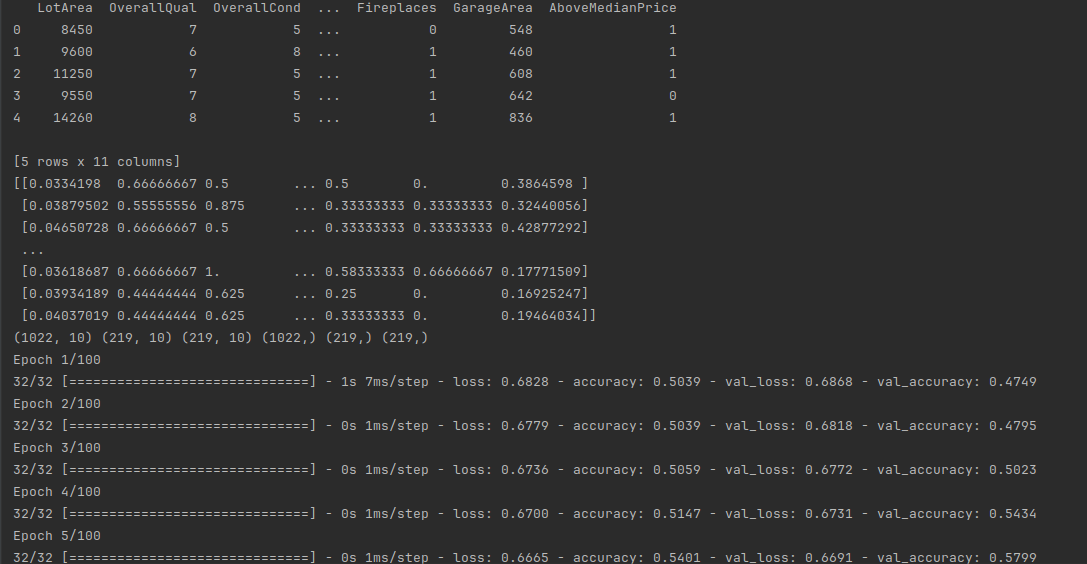 LotArea  OverallQual  OverallCond  ...  Fireplaces  GarageArea  AboveMedianPrice
0     8450            7            5  ...           0         548                 1
1     9600            6            8  ...           1         460                 1
2    11250            7            5  ...           1         608                 1
3     9550            7            5  ...           1         642                 0
4    14260            8            5  ...           1         836                 1

[5 rows x 11 columns]
[[0.0334198  0.66666667 0.5        ... 0.5        0.         0.3864598 ]
 [0.03879502 0.55555556 0.875      ... 0.33333333 0.33333333 0.32440056]
 [0.04650728 0.66666667 0.5        ... 0.33333333 0.33333333 0.42877292]
 ...
 [0.03618687 0.66666667 1.         ... 0.58333333 0.66666667 0.17771509]
 [0.03934189 0.44444444 0.625      ... 0.25       0.         0.16925247]
 [0.04037019 0.44444444 0.625      ... 0.33333333 0.         0.19464034]]
(1022, 10) (219, 10) (219, 10) (1022,) (219,) (219,)
Epoch 1/100
32/32 [==============================] - 1s 7ms/step - loss: 0.6828 - accuracy: 0.5039 - val_loss: 0.6868 - val_accuracy: 0.4749
Epoch 2/100
32/32 [==============================] - 0s 1ms/step - loss: 0.6779 - accuracy: 0.5039 - val_loss: 0.6818 - val_accuracy: 0.4795
Epoch 3/100
32/32 [==============================] - 0s 1ms/step - loss: 0.6736 - accuracy: 0.5059 - val_loss: 0.6772 - val_accuracy: 0.5023
Epoch 4/100
32/32 [==============================] - 0s 1ms/step - loss: 0.6700 - accuracy: 0.5147 - val_loss: 0.6731 - val_accuracy: 0.5434
Epoch 5/100
32/32 [==============================] - 0s 1ms/step - loss: 0.6665 - accuracy: 0.5401 - val_loss: 0.6691 - val_accuracy: 0.5799